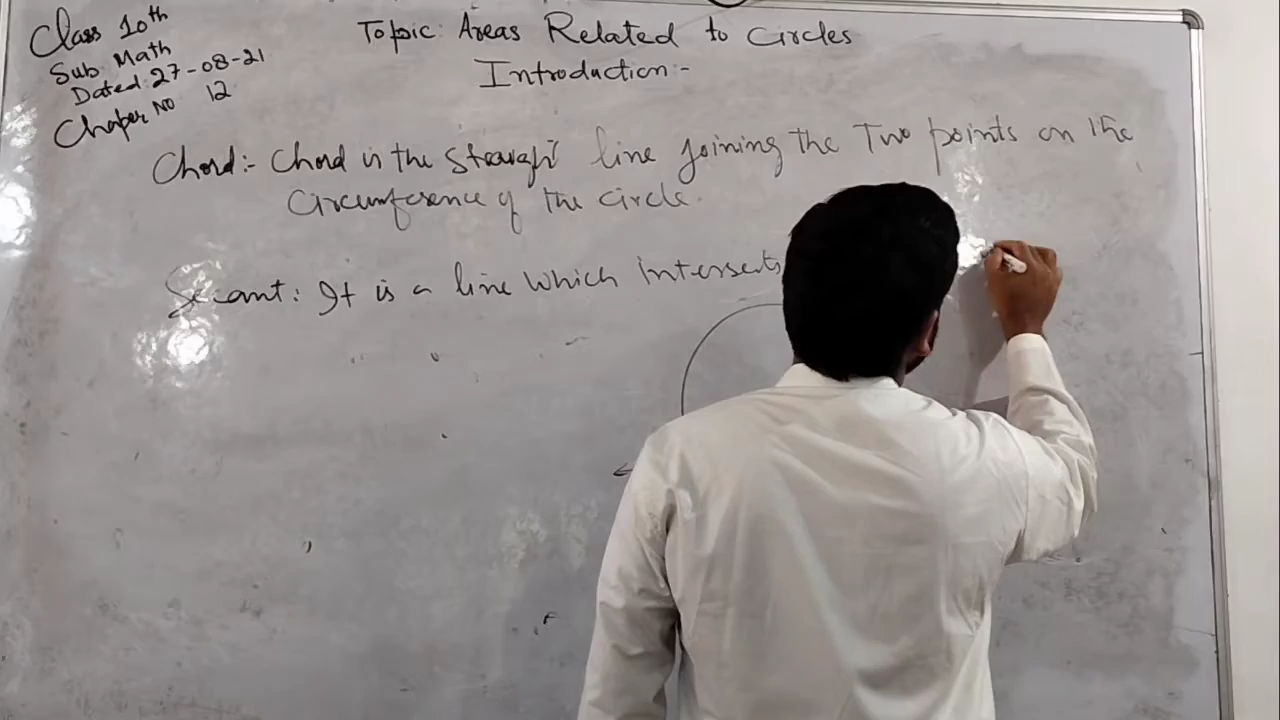 Class 10th
Sub Math
Dated: 27-08-21
Chapter No 12
Topic: Areas Related to Circles
Introduction:-
Chord:- Chord is the straight line joining the Two points on the
Circumference of the circle.
Secant: It is a line which intersects